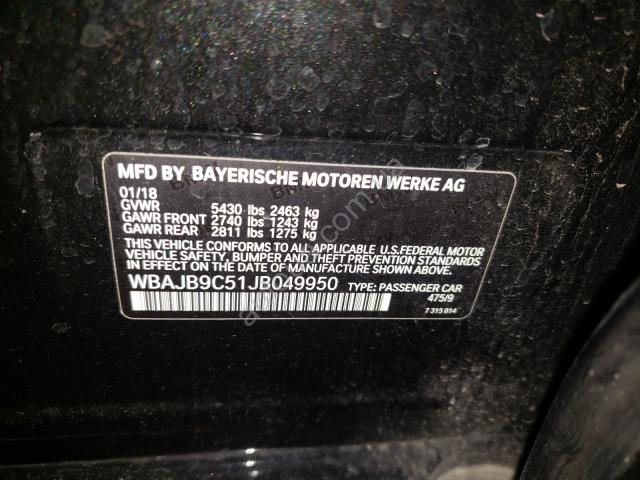 MFD BY BAYERISCHE MOTOREN WERKE AG
01/18
GVWR 5430 lbs 2463 kg
GAWR FRONT 2740 lbs 1243 kg
GAWR REAR 2811 lbs 1275 kg
THIS VEHICLE CONFORMS TO ALL APPLICABLE U.S.FEDERAL MOTOR
VEHICLE SAFETY, BUMPER AND THEFT PREVENTION STANDARDS
IN EFFECT ON THE DATE OF MANUFACTURE SHOWN ABOVE.
WBAJB9C51JB049950 TYPE: PASSENGER CAR
475/9
7 315 814